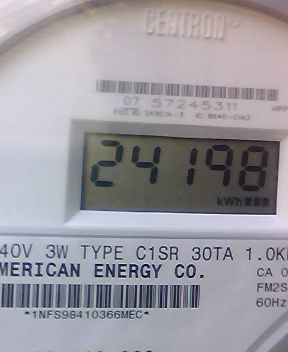 CENTRON
07 57245311
24198
kWh
40V 3W TYPE C1SR 30TA 1.0K
MERICAN ENERGY CO.
CA 0
FM2S
60Hz
*1NFS98410366MEC*